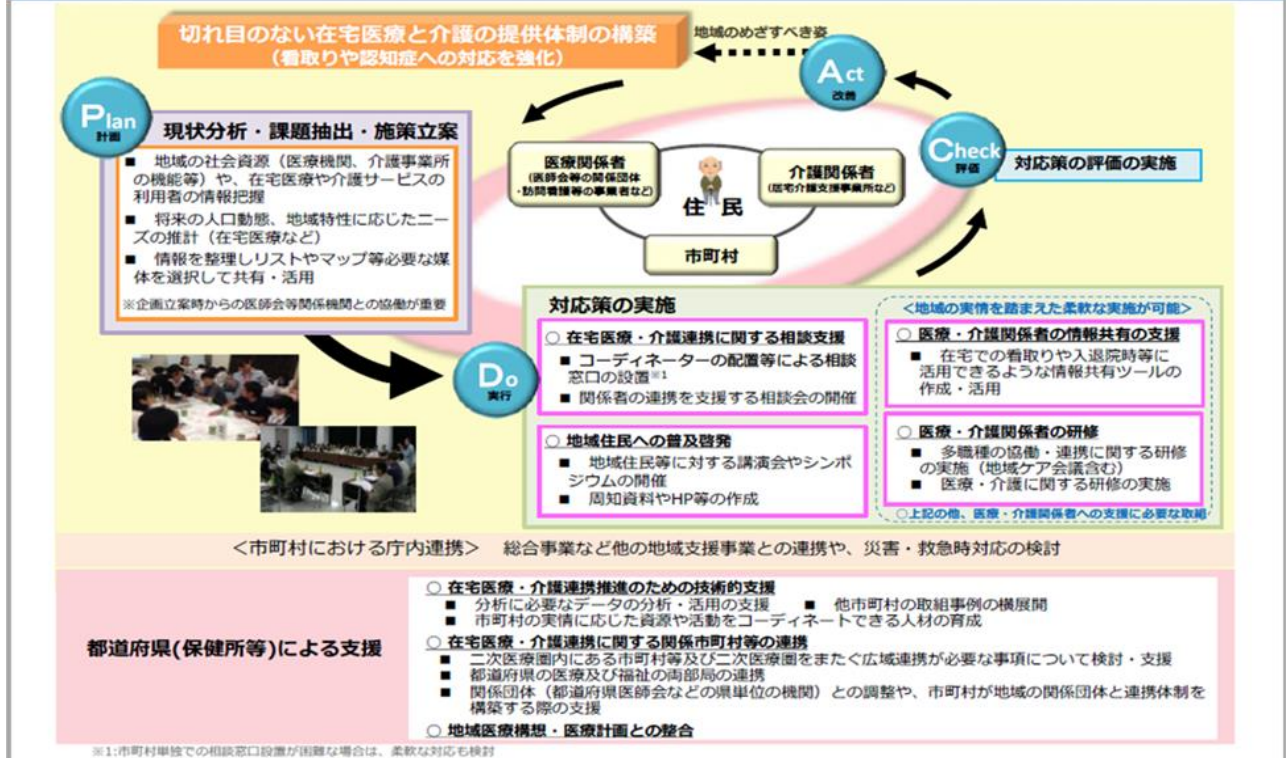 切れ目のない在宅医療と介護の提供体制の構築
（看取りや認知症への対応を強化）
地域のめざすべき姿
Act
改善
Plan
計画
現状分析・課題抽出・施策立案
■ 地域の社会資源（医療機関、介護事業所
の機能等）や、在宅医療や介護サービスの
利用者の情報把握
■ 将来の人口動態、地域特性に応じたニー
ズの推計（在宅医療など）
■ 情報を整理しリストやマップ等必要な媒
体を選択して共有・活用
※企画立案時からの医師会等関係機関との協働が重要
医療関係者
（医師会等の関係団体
・訪問看護等の事業者など）
介護関係者
（居宅介護支援事業所など）
住 民
市町村
Check
評価
対応策の評価の実施
Do
実行
対応策の実施
○ 在宅医療・介護連携に関する相談支援
■ コーディネーターの配置等による相談
窓口の設置※1
■ 関係者の連携を支援する相談会の開催
○ 地域住民への普及啓発
■ 地域住民等に対する講演会やシンポ
ジウムの開催
■ 周知資料やHP等の作成
＜地域の実情を踏まえた柔軟な実施が可能＞
○ 医療・介護関係者の情報共有の支援
■ 在宅での看取りや入退院時等に
活用できるような情報共有ツールの
作成・活用
○ 医療・介護関係者の研修
■ 多職種の協働・連携に関する研修
の実施（地域ケア会議含む）
■ 医療・介護に関する研修の実施
○上記の他、医療・介護関係者への支援に必要な取組
＜市町村における庁内連携＞ 総合事業など他の地域支援事業との連携や、災害・救急時対応の検討
都道府県(保健所等)による支援
○ 在宅医療・介護連携推進のための技術的支援
■ 分析に必要なデータの分析・活用の支援 ■ 他市町村の取組事例の横展開
■ 市町村の実情に応じた資源や活動をコーディネートできる人材の育成
○ 在宅医療・介護連携に関する関係市町村等の連携
■ 二次医療圏内にある市町村等及び二次医療圏をまたぐ広域連携が必要な事項について検討・支援
■ 都道府県の医療及び福祉の両部局の連携
■ 関係団体（都道府県医師会などの県単位の機関）との調整や、市町村が地域の関係団体と連携体制を
構築する際の支援
○ 地域医療構想・医療計画との整合
※1:市町村単独での相談窓口設置が困難な場合は、柔軟な対応も検討